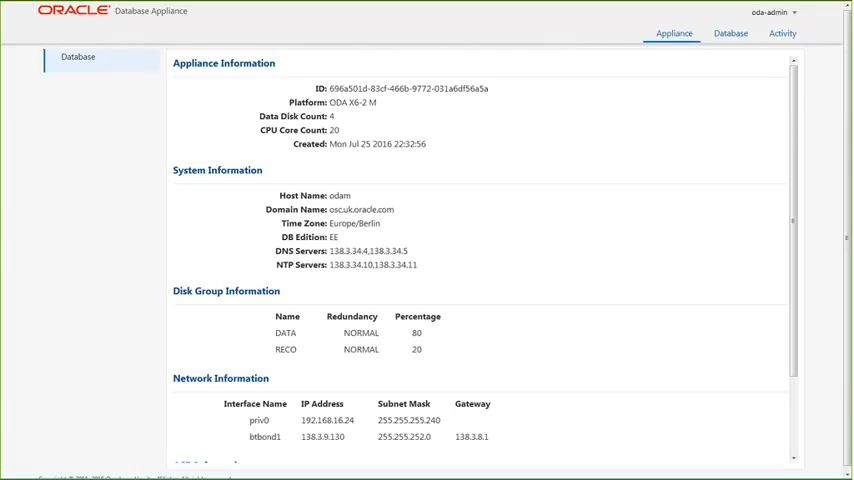 ORACLE Database Appliance
oda-admin
Appliance Database Activity
Database
Appliance Information
ID: 696a501d-83cf-466b-9772-031a6df56a5a
Platform: ODA X6-2 M
Data Disk Count: 4
CPU Core Count: 20
Created: Mon Jul 25 2016 22:32:56
System Information
Host Name: odam
Domain Name: osc.uk.oracle.com
Time Zone: Europe/Berlin
DB Edition: EE
DNS Servers: 138.3.34.4,138.3.34.5
NTP Servers: 138.3.34.10,138.3.34.11
Disk Group Information
Name Redundancy Percentage
DATA NORMAL 80
RECO NORMAL 20
Network Information
Interface Name IP Address Subnet Mask Gateway
priv0 192.168.16.24 255.255.255.240
btbond1 138.3.9.130 255.255.252.0 138.3.8.1